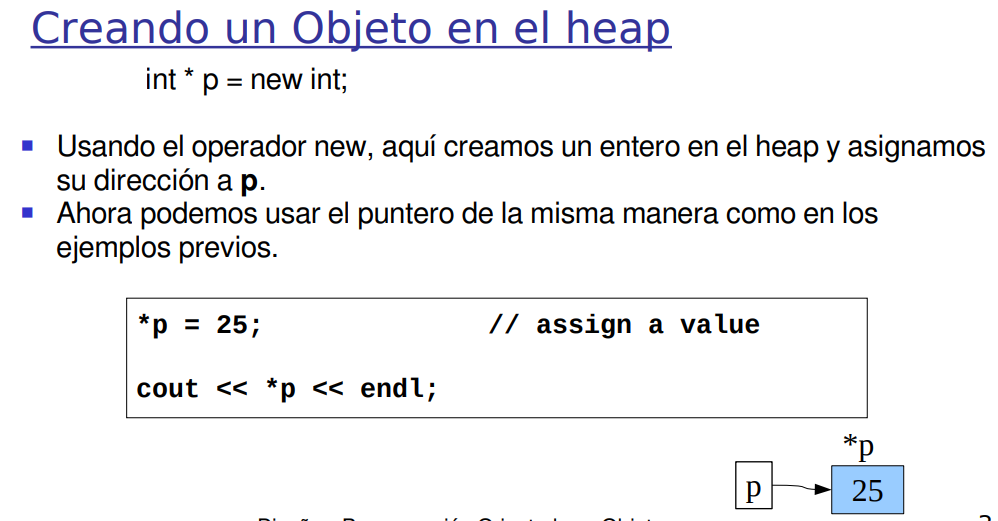 Creando un Objeto en el heap
int * p = new int;
Usando el operador new, aquí creamos un entero en el heap y asignamos
su dirección a p.
Ahora podemos usar el puntero de la misma manera como en los
ejemplos previos.
*p = 25; // assign a value
cout << *p << endl;
*p
p
25